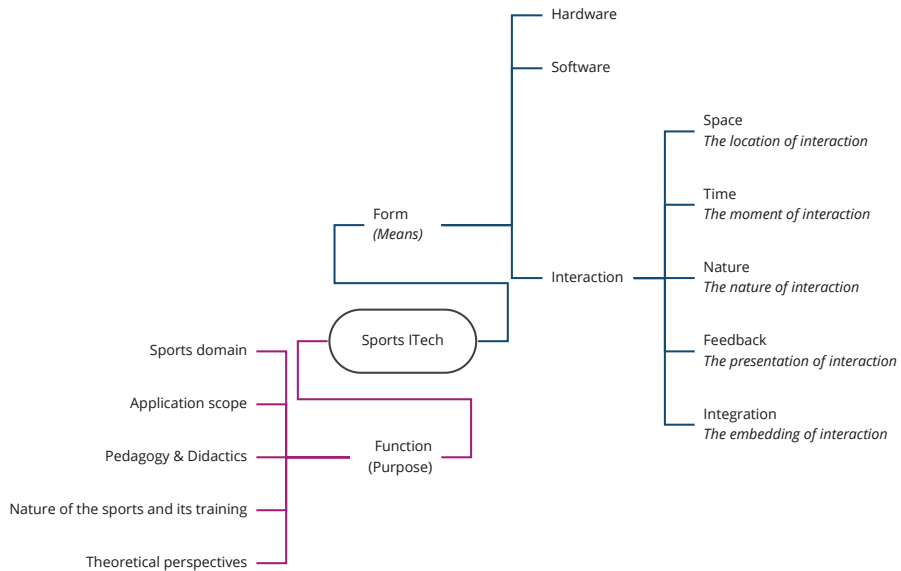 Hardware
Software
Space
The location of interaction
Time
The moment of interaction
Form
(Means)
Interaction
Nature
The nature of interaction
Sports ITech
Feedback
The presentation of interaction
Integration
The embedding of interaction
Sports domain
Application scope
Pedagogy & Didactics
Function
(Purpose)
Nature of the sports and its training
Theoretical perspectives